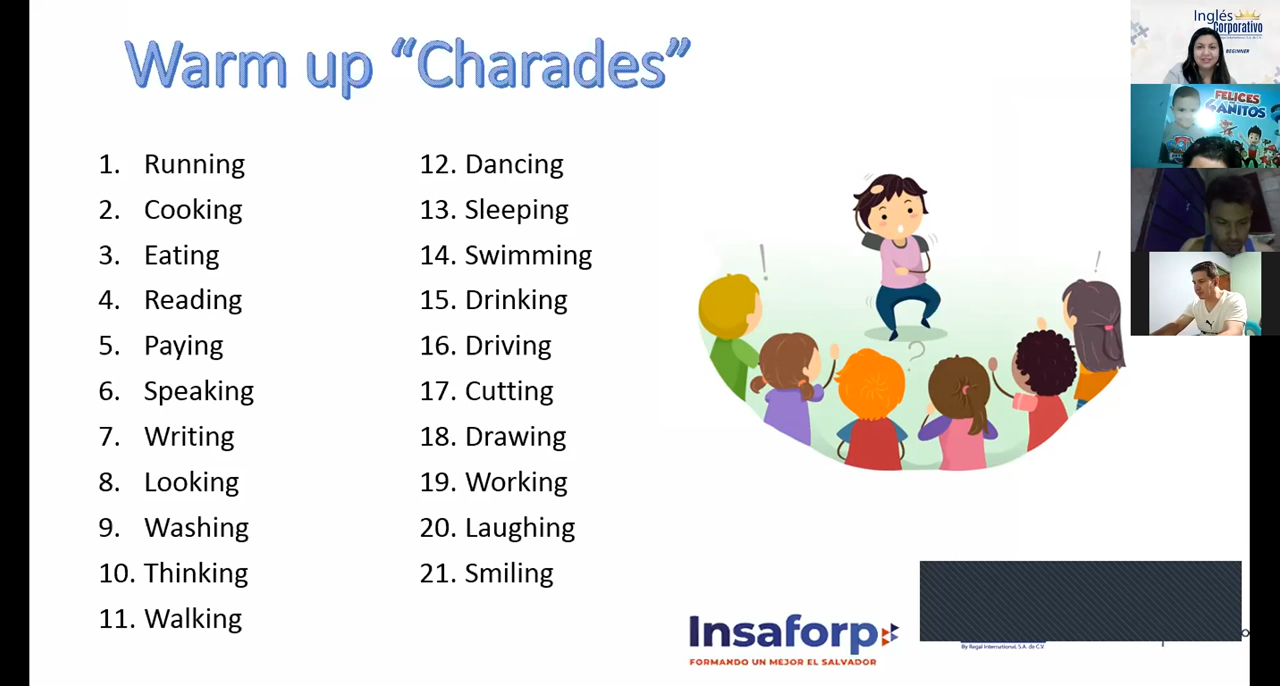 Warm up “Charades”
1. Running
2. Cooking
3. Eating
4. Reading
5. Paying
6. Speaking
7. Writing
8. Looking
9. Washing
10. Thinking
11. Walking
12. Dancing
13. Sleeping
14. Swimming
15. Drinking
16. Driving
17. Cutting
18. Drawing
19. Working
20. Laughing
21. Smiling
Inglés
Corporativo
BEGINNER
FELICES
AÑITOS
Insaforp
FORMANDO UN MEJOR EL SALVADOR
By Regal International, S.A. de C.V.